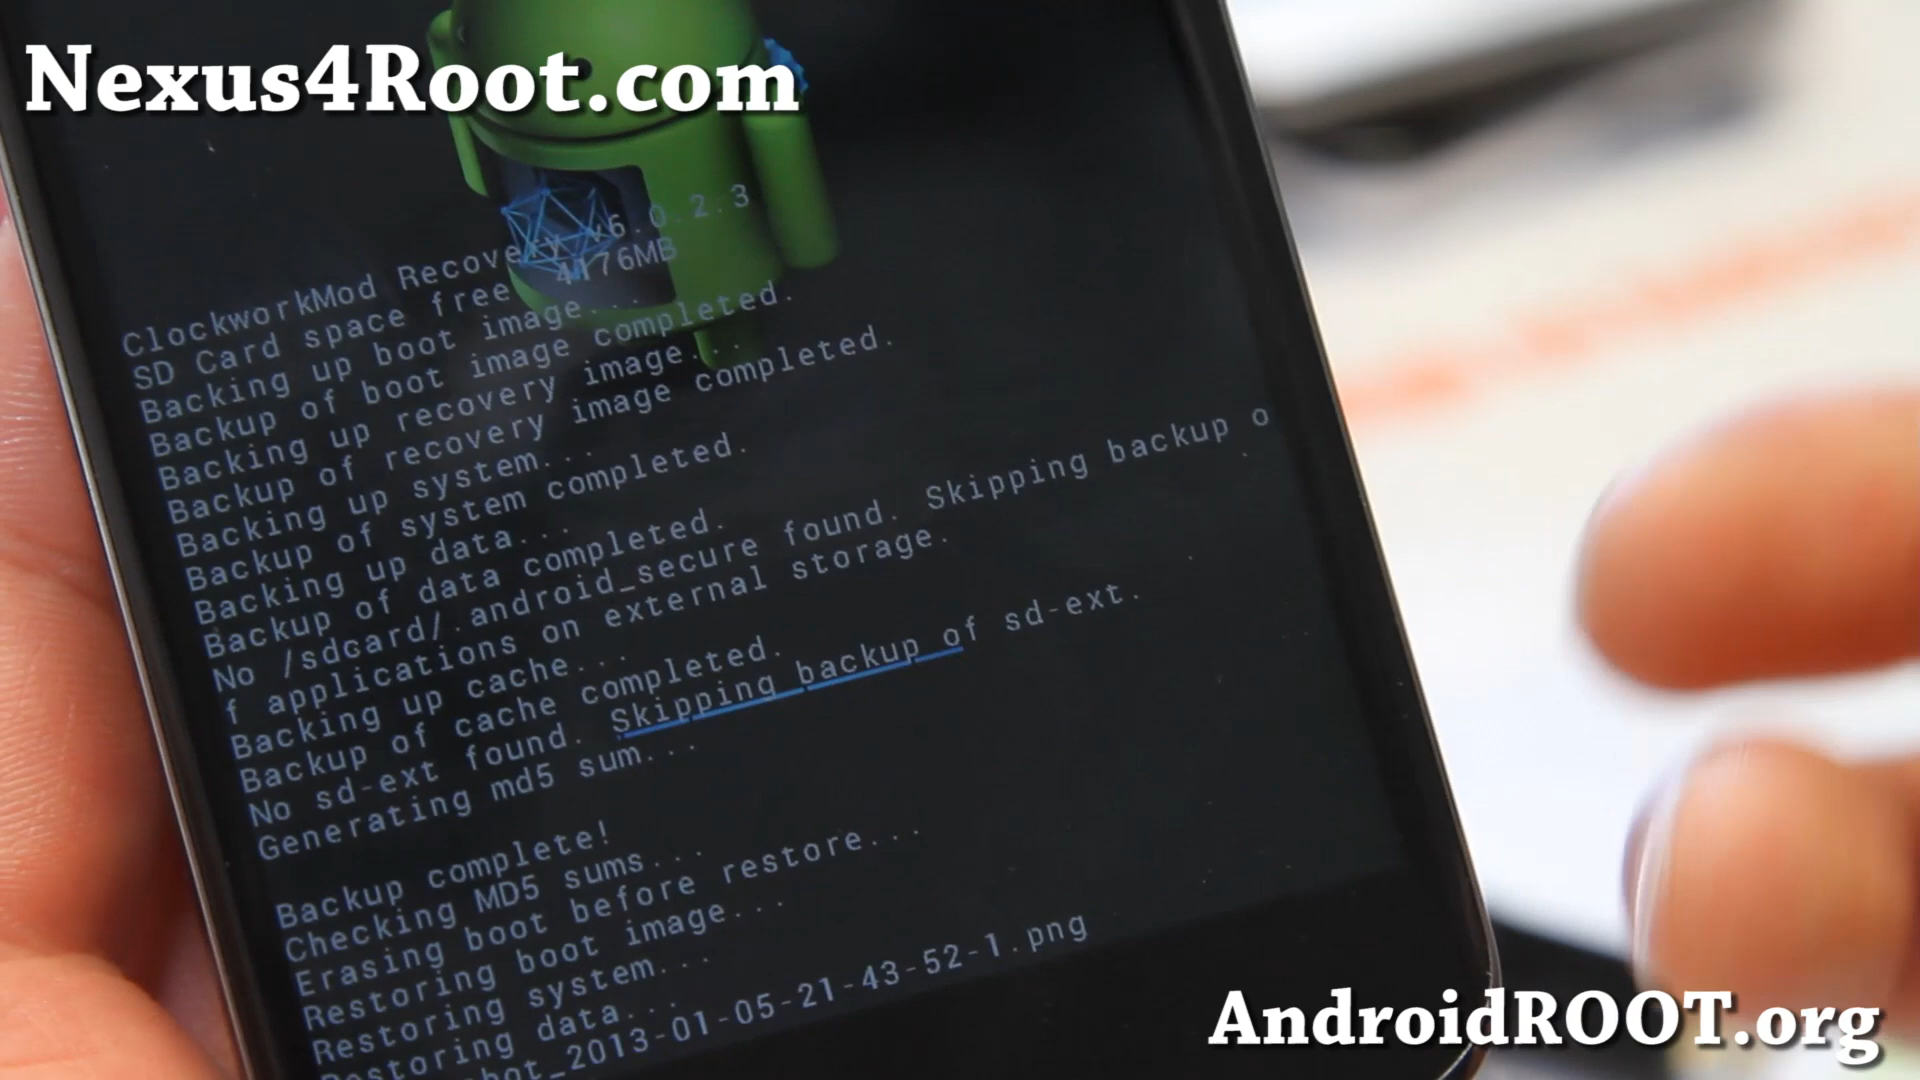 Nexus4Root.com
ClockworkMod Recovery v6.0.2.3
SD Card space free: 4176MB
Backing up boot image...
Backup of boot image completed.
Backing up recovery image...
Backup of recovery image completed.
Backing up system...
Backup of system completed.
Backing up data...
Backup of data completed.
No /sdcard/.android_secure found. Skipping backup o
f applications on external storage.
Backing up cache...
Backup of cache completed.
No sd-ext found. Skipping backup of sd-ext.
Generating md5 sum...
Backup complete!
Checking MD5 sums...
Erasing boot before restore...
Restoring boot image...
Restoring system...
estoring data...
hot_2013-01-05-21-43-52-1.png
AndroidROOT.org